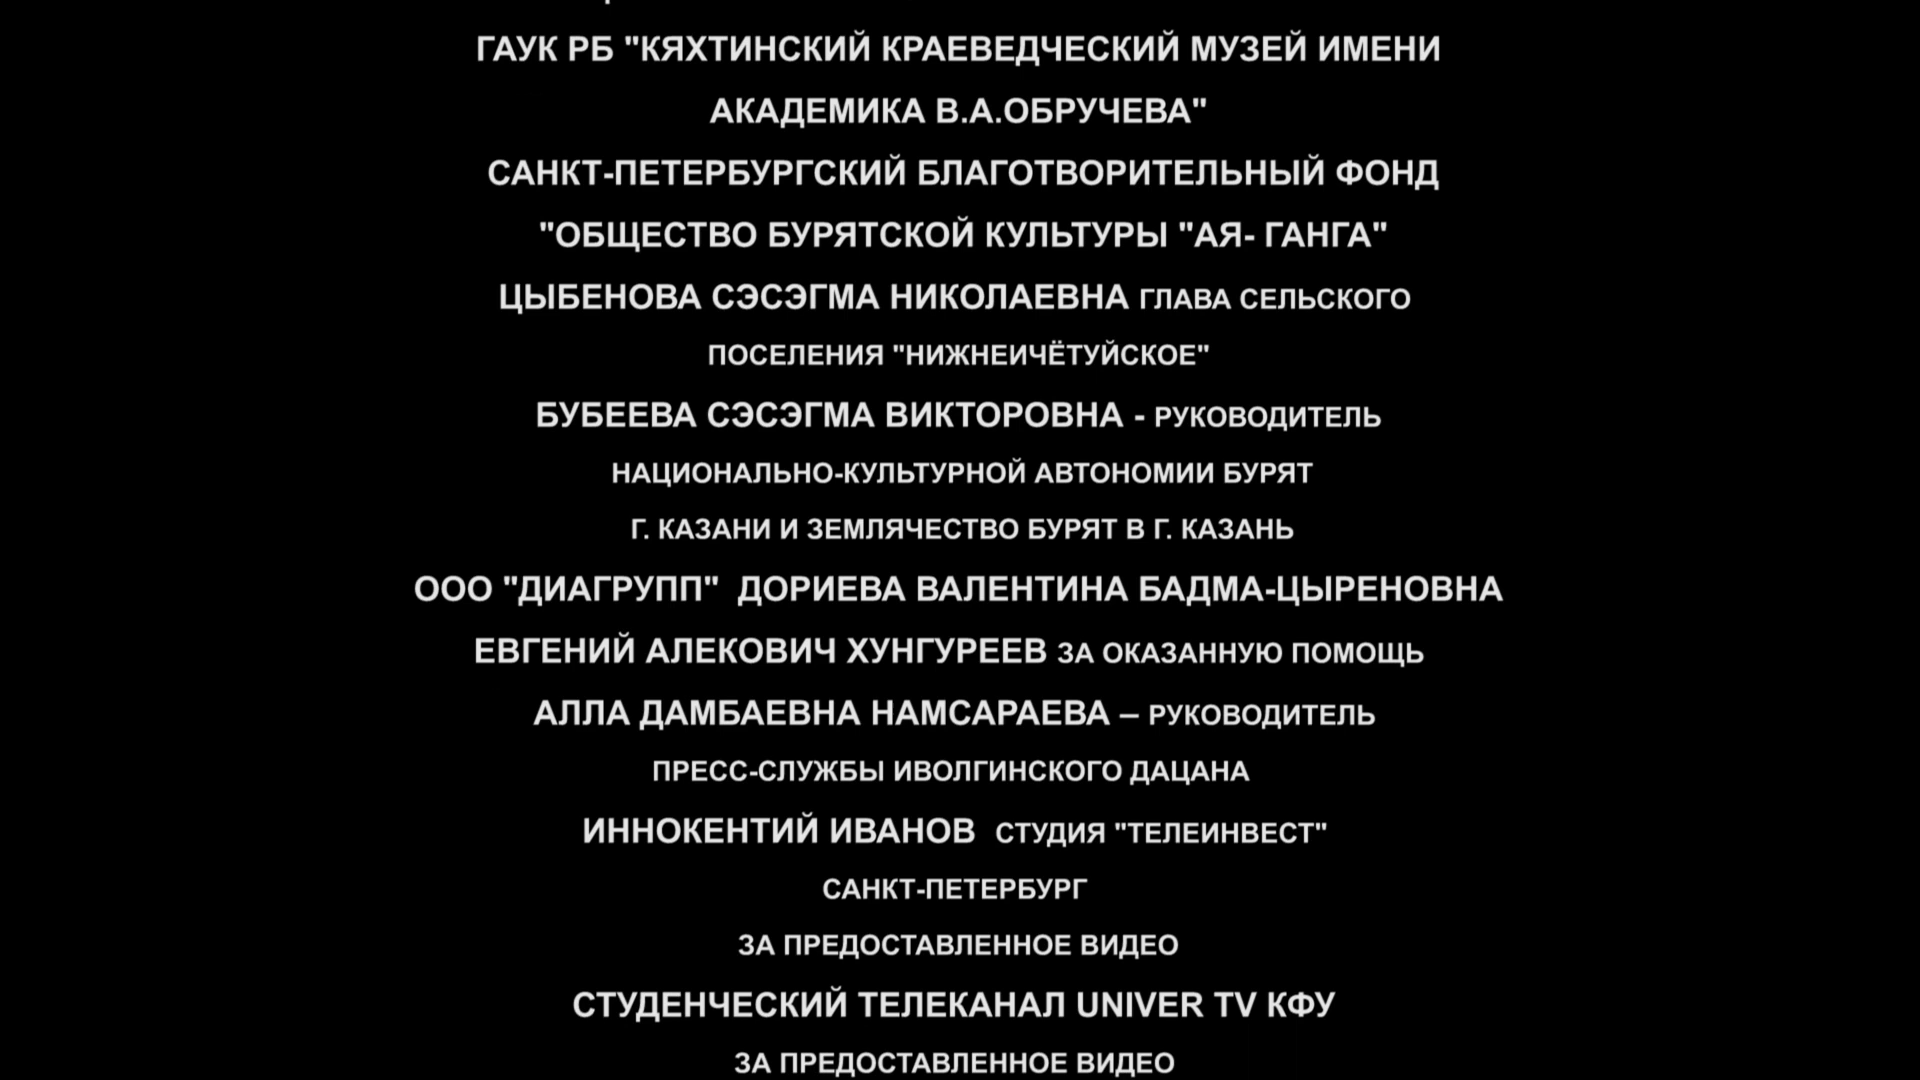 ГАУК РБ "КЯХТИНСКИЙ КРАЕВЕДЧЕСКИЙ МУЗЕЙ ИМЕНИ
АКАДЕМИКА В.А.ОБРУЧЕВА"
САНКТ-ПЕТЕРБУРГСКИЙ БЛАГОТВОРИТЕЛЬНЫЙ ФОНД
"ОБЩЕСТВО БУРЯТСКОЙ КУЛЬТУРЫ "АЯ- ГАНГА"
ЦЫБЕНОВА СЭСЭГМА НИКОЛАЕВНА ГЛАВА СЕЛЬСКОГО
ПОСЕЛЕНИЯ "НИЖНЕИЧЁТУЙСКОЕ"
БУБЕЕВА СЭСЭГМА ВИКТОРОВНА - РУКОВОДИТЕЛЬ
НАЦИОНАЛЬНО-КУЛЬТУРНОЙ АВТОНОМИИ БУРЯТ
Г. КАЗАНИ И ЗЕМЛЯЧЕСТВО БУРЯТ В Г. КАЗАНЬ
ООО "ДИАГРУПП"  ДОРИЕВА ВАЛЕНТИНА БАДМА-ЦЫРЕНОВНА
ЕВГЕНИЙ АЛЕКОВИЧ ХУНГУРЕЕВ ЗА ОКАЗАННУЮ ПОМОЩЬ
АЛЛА ДАМБАЕВНА НАМСАРАЕВА – РУКОВОДИТЕЛЬ
ПРЕСС-СЛУЖБЫ ИВОЛГИНСКОГО ДАЦАНА
ИННОКЕНТИЙ ИВАНОВ  СТУДИЯ "ТЕЛЕИНВЕСТ"
САНКТ-ПЕТЕРБУРГ
ЗА ПРЕДОСТАВЛЕННОЕ ВИДЕО
СТУДЕНЧЕСКИЙ ТЕЛЕКАНАЛ UNIVER TV КФУ
ЗА ПРЕДОСТАВЛЕННОЕ ВИДЕО